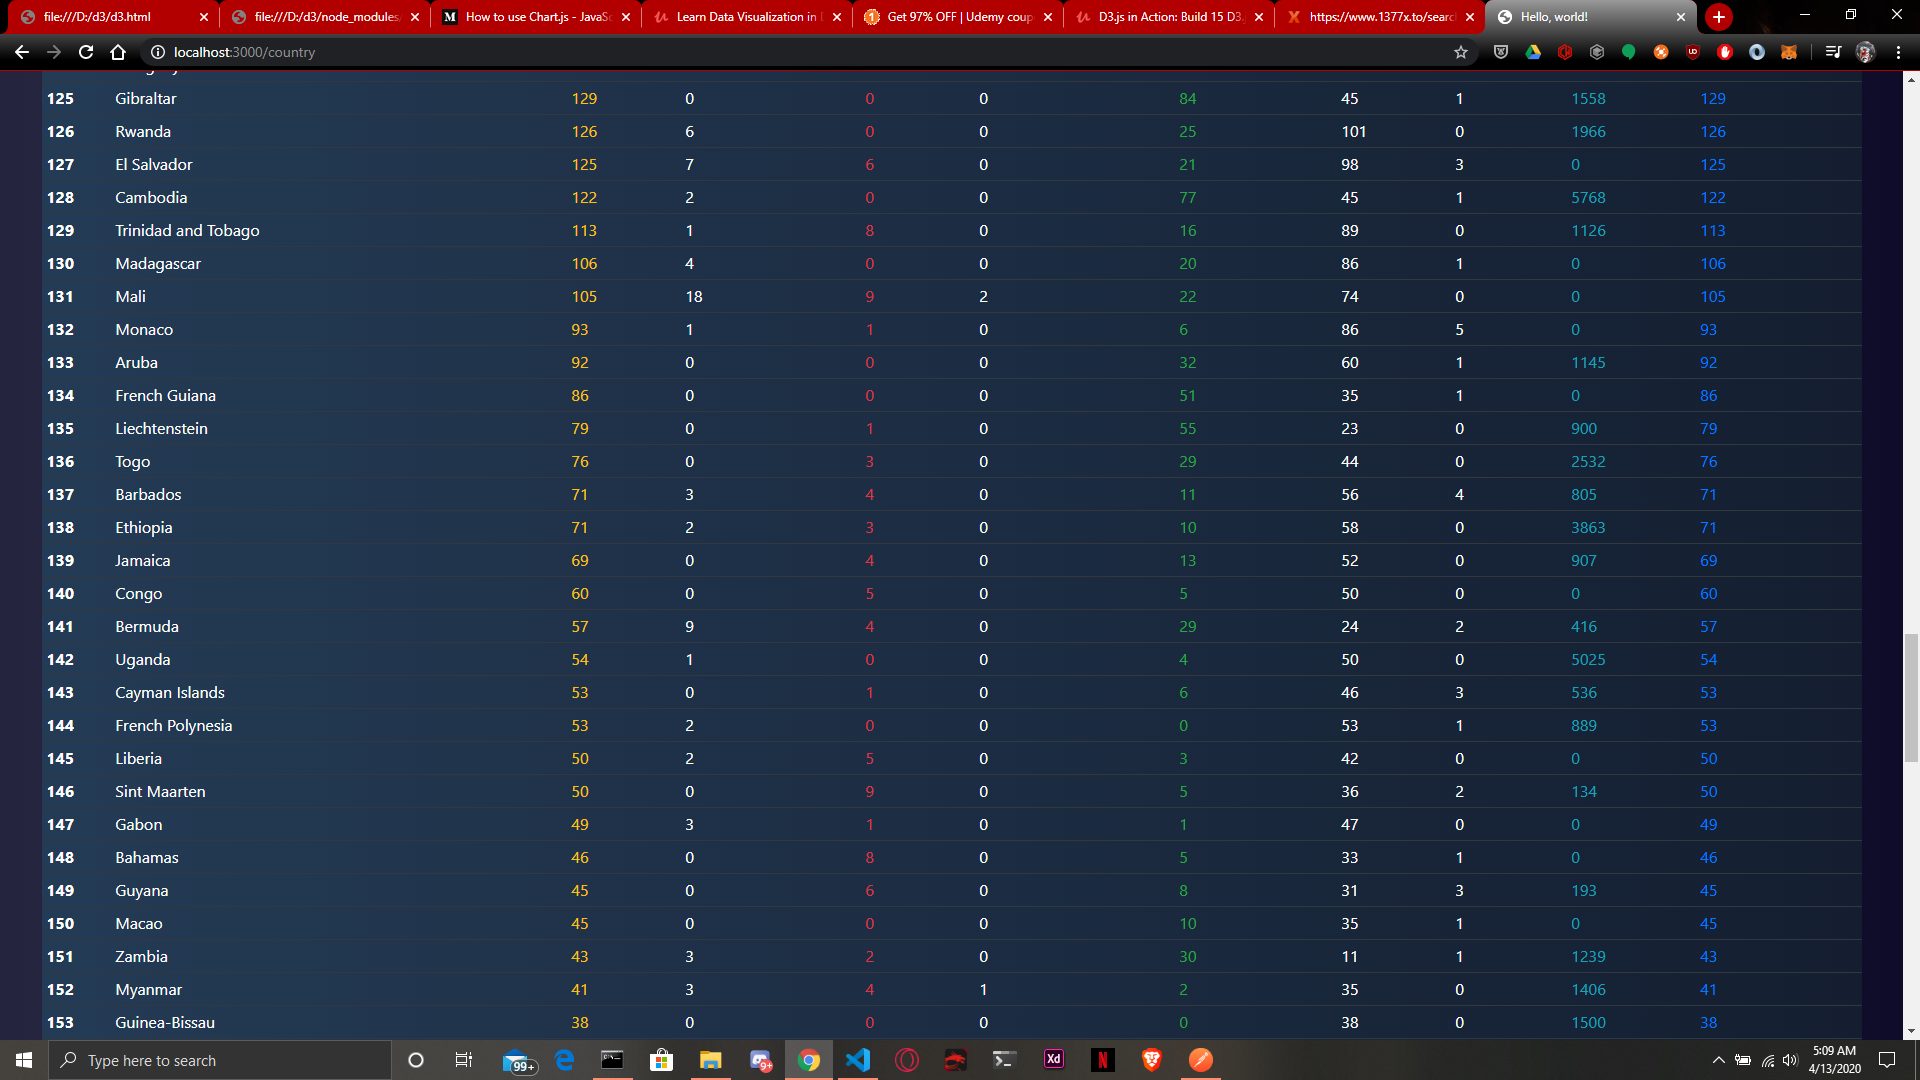 file:///D:/d3/d3.html
file:///D:/d3/node_modules/
How to use Chart.js - JavaSc
Learn Data Visualization in D
Get 97% OFF | Udemy coup
D3.js in Action: Build 15 D3.
https://www.1377x.to/searc
Hello, world!
localhost:3000/country
125 Gibraltar 129 0 0 0 84 45 1 1558 129
126 Rwanda 126 6 0 0 25 101 0 1966 126
127 El Salvador 125 7 6 0 21 98 3 0 125
128 Cambodia 122 2 0 0 77 45 1 5768 122
129 Trinidad and Tobago 113 1 8 0 16 89 0 1126 113
130 Madagascar 106 4 0 0 20 86 1 0 106
131 Mali 105 18 9 2 22 74 0 0 105
132 Monaco 93 1 1 0 6 86 5 0 93
133 Aruba 92 0 0 0 32 60 1 1145 92
134 French Guiana 86 0 0 0 51 35 1 0 86
135 Liechtenstein 79 0 1 0 55 23 0 900 79
136 Togo 76 0 3 0 29 44 0 2532 76
137 Barbados 71 3 4 0 11 56 4 805 71
138 Ethiopia 71 2 3 0 10 58 0 3863 71
139 Jamaica 69 0 4 0 13 52 0 907 69
140 Congo 60 0 5 0 5 50 0 0 60
141 Bermuda 57 9 4 0 29 24 2 416 57
142 Uganda 54 1 0 0 4 50 0 5025 54
143 Cayman Islands 53 0 1 0 6 46 3 536 53
144 French Polynesia 53 2 0 0 0 53 1 889 53
145 Liberia 50 2 5 0 3 42 0 0 50
146 Sint Maarten 50 0 9 0 5 36 2 134 50
147 Gabon 49 3 1 0 1 47 0 0 49
148 Bahamas 46 0 8 0 5 33 1 0 46
149 Guyana 45 0 6 0 8 31 3 193 45
150 Macao 45 0 0 0 10 35 1 0 45
151 Zambia 43 3 2 0 30 11 1 1239 43
152 Myanmar 41 3 4 1 2 35 0 1406 41
153 Guinea-Bissau 38 0 0 0 0 38 0 1500 38
Type here to search
99+
9+
Xd
N
5:09 AM
4/13/2020